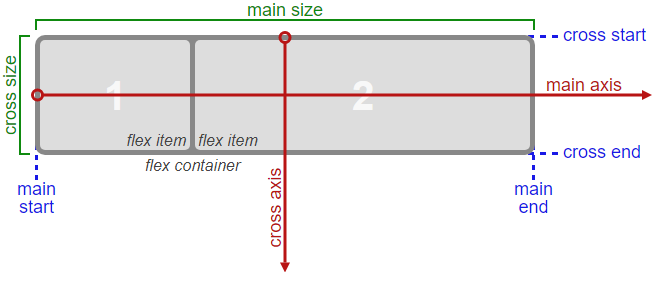 main size
cross start
cross size
1
2
main axis
flex item
flex item
cross end
flex container
main
start
cross axis
main
end